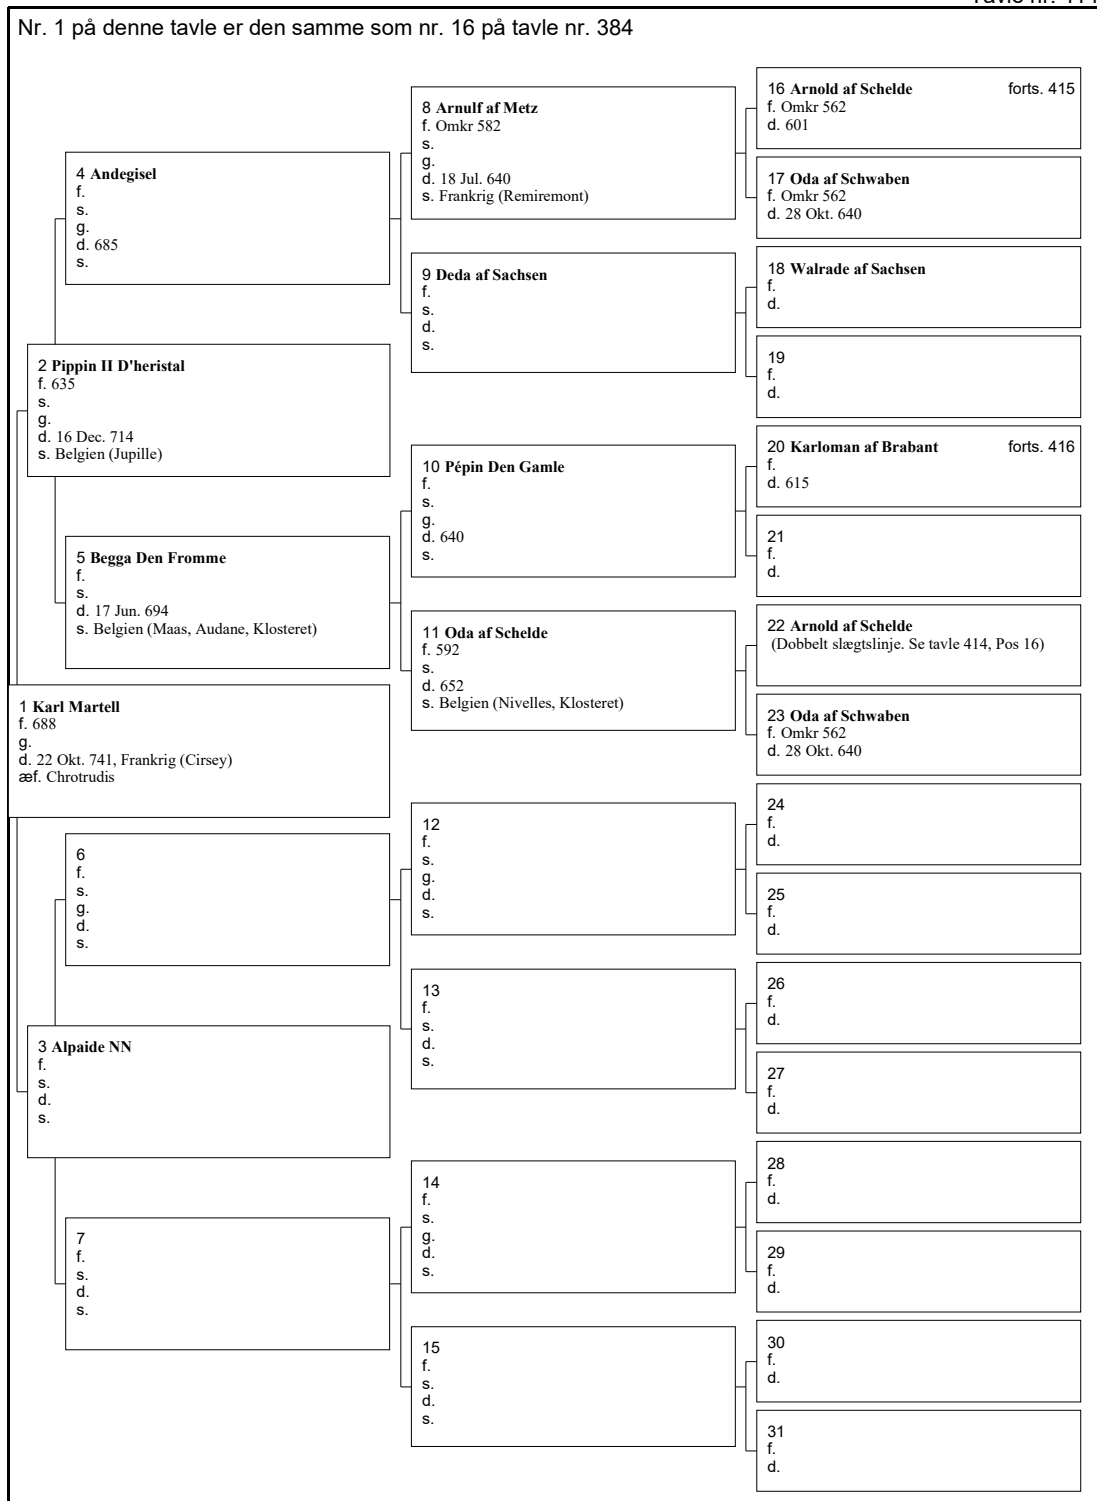 Nr. 1 på denne tavle er den samme som nr. 16 på tavle nr. 384
16 Arnold af Schelde forts. 415
f. Omkr 562
d. 601
8 Arnulf af Metz
f. Omkr 582
s.
g.
d. 18 Jul. 640
s. Frankrig (Remiremont)
17 Oda af Schwaben
f. Omkr 562
d. 28 Okt. 640
4 Andegisel
f.
s.
g.
d. 685
s.
18 Walrade af Sachsen
f.
d.
9 Deda af Sachsen
f.
s.
d.
s.
19
f.
d.
2 Pippin II D'heristal
f. 635
s.
g.
d. 16 Dec. 714
s. Belgien (Jupille)
20 Karloman af Brabant forts. 416
f.
d. 615
10 Pépin Den Gamle
f.
s.
g.
d. 640
s.
21
f.
d.
5 Begga Den Fromme
f.
s.
d. 17 Jun. 694
s. Belgien (Maas, Audane, Klosteret)
22 Arnold af Schelde
(Dobbelt slægtslinje. Se tavle 414, Pos 16)
11 Oda af Schelde
f. 592
s.
d. 652
s. Belgien (Nivelles, Klosteret)
23 Oda af Schwaben
f. Omkr 562
d. 28 Okt. 640
1 Karl Martell
f. 688
g.
d. 22 Okt. 741, Frankrig (Cirsey)
æf. Chrotrudis
24
f.
d.
12
f.
s.
g.
d.
s.
25
f.
d.
6
f.
s.
g.
d.
s.
26
f.
d.
13
f.
s.
d.
s.
27
f.
d.
3 Alpaide NN
f.
s.
d.
s.
28
f.
d.
14
f.
s.
g.
d.
s.
29
f.
d.
7
f.
s.
d.
s.
30
f.
d.
15
f.
s.
d.
s.
31
f.
d.